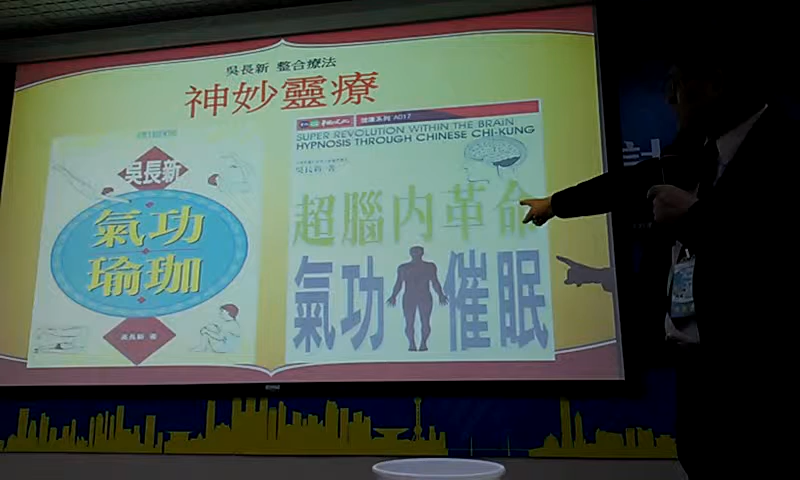 吳長新 整合療法
神妙靈療
吳長新
氣功
瑜珈
吳長新 著
健康系列 A017
SUPER REVOLUTION WITHIN THE BRAIN
HYPNOSIS THROUGH CHINESE CHI-KUNG
吳長新 著
超腦內革命
氣功催眠